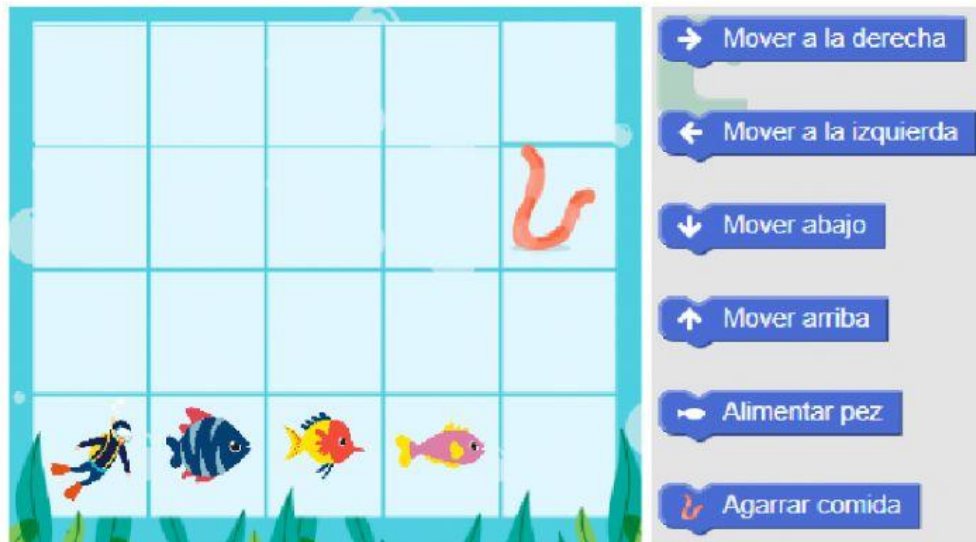 Mover a la derecha
Mover a la izquierda
Mover abajo
Mover arriba
Alimentar pez
Agarrar comida